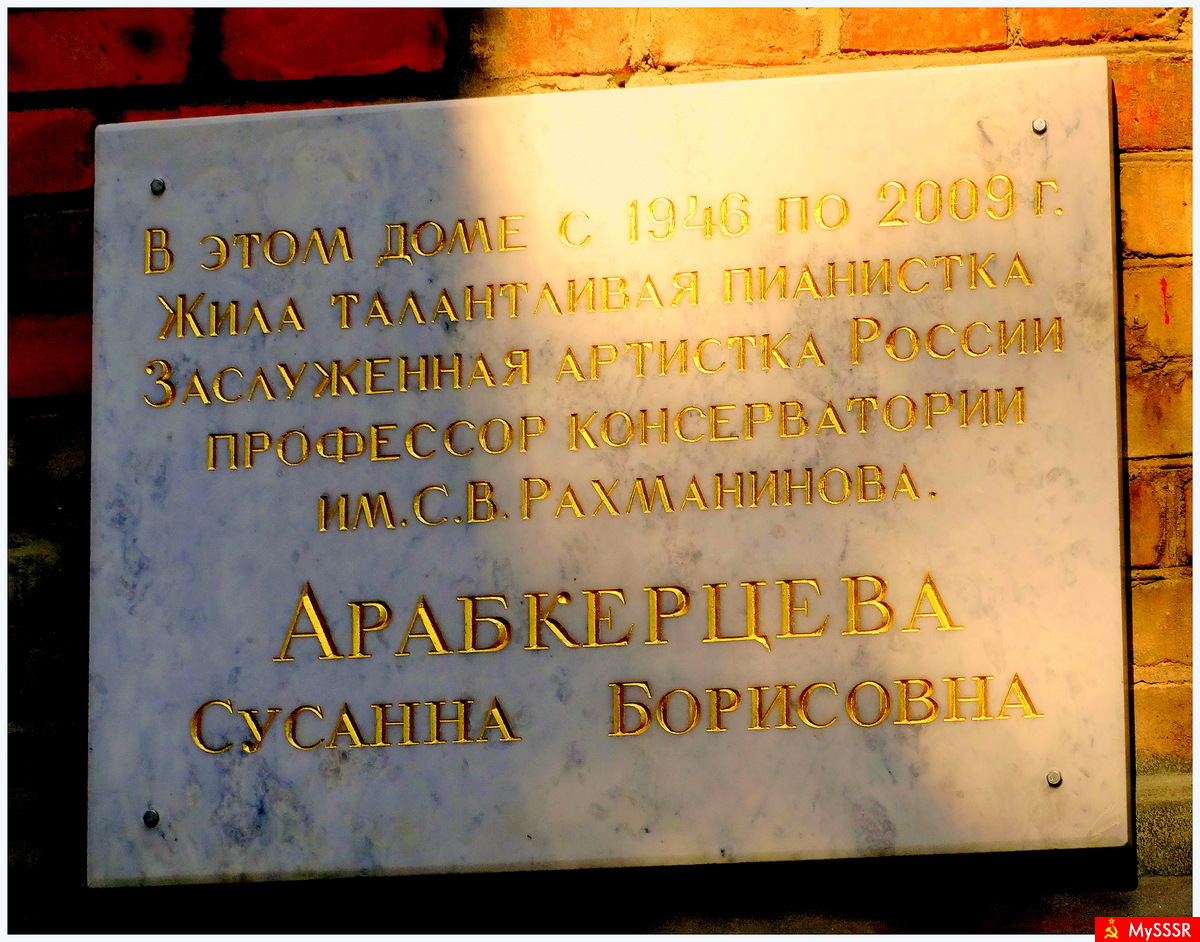 В ЭТОМ ДОМЕ С 1946 ПО 2009 Г.
ЖИЛА ТАЛАНТЛИВАЯ ПИАНИСТКА
ЗАСЛУЖЕННАЯ АРТИСТКА РОССИИ
ПРОФЕССОР КОНСЕРВАТОРИИ
ИМ. С.В. РАХМАНИНОВА.
АРАБКЕРЦЕВА
СУСАННА БОРИСОВНА
MySSSR